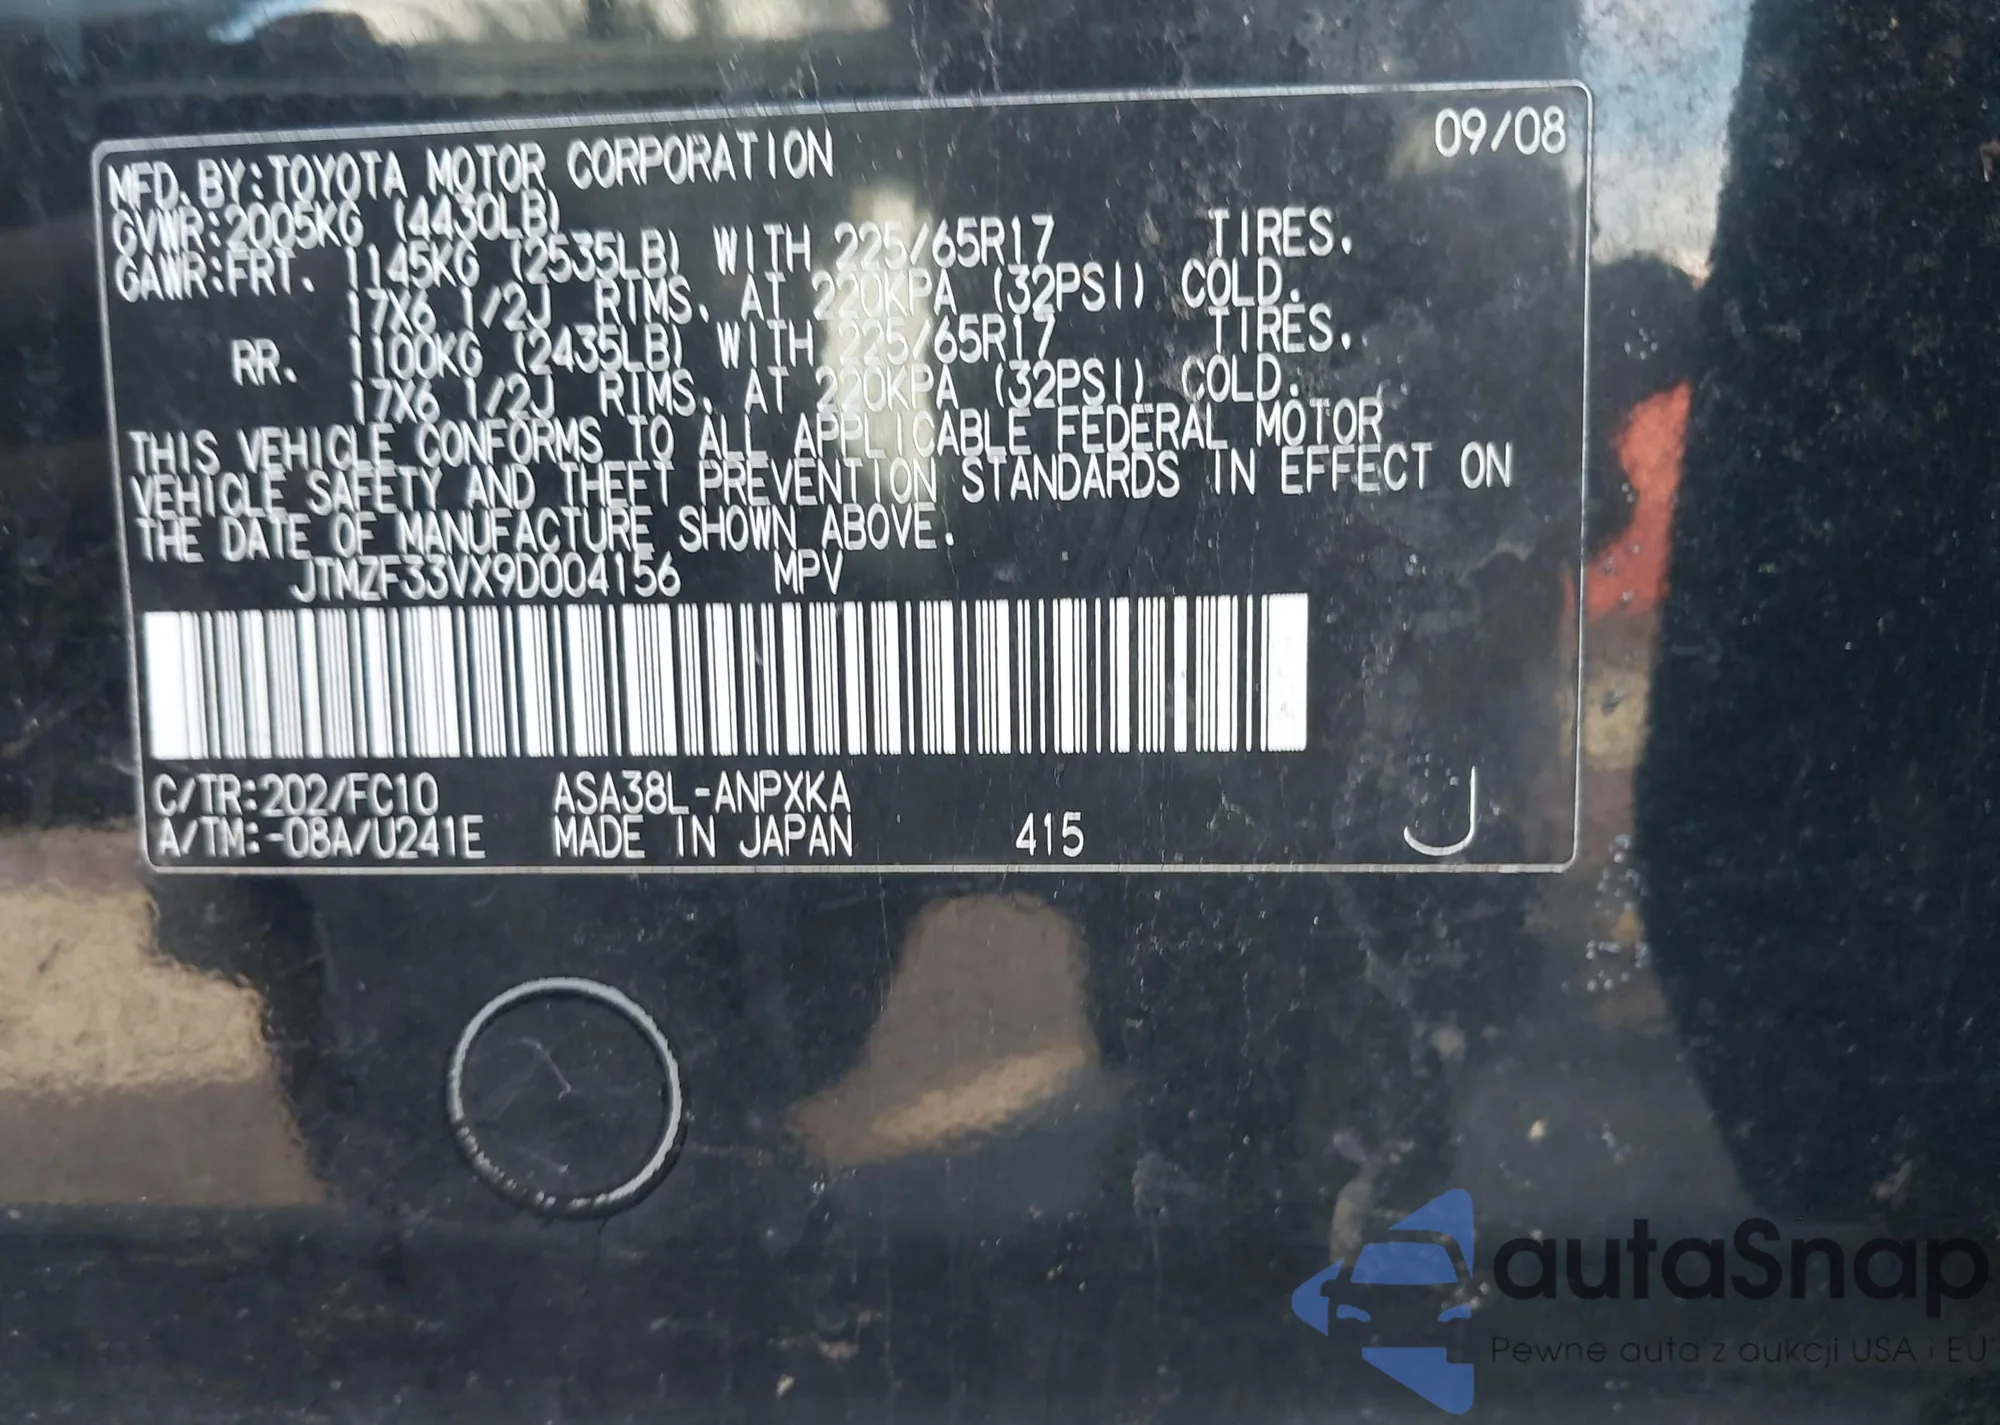 09/08
MFD. BY: TOYOTA MOTOR CORPORATION
GVWR: 2005KG (4430LB)
GAWR: FRT. 1145KG (2535LB) WITH 225/65R17 TIRES.
17X6 1/2J RIMS. AT 220KPA (32PSI) COLD.
RR. 1100KG (2435LB) WITH 225/65R17 TIRES.
17X6 1/2J RIMS. AT 220KPA (32PSI) COLD.
THIS VEHICLE CONFORMS TO ALL APPLICABLE FEDERAL MOTOR
VEHICLE SAFETY AND THEFT PREVENTION STANDARDS IN EFFECT ON
THE DATE OF MANUFACTURE SHOWN ABOVE.
JTMZF33VX9D004156 MPV
C/TR: 202/FC10 ASA38L-ANPXKA
A/TM: -08A/U241E MADE IN JAPAN 415 J
autaSnap
Pewne auta z aukcji USA i EU